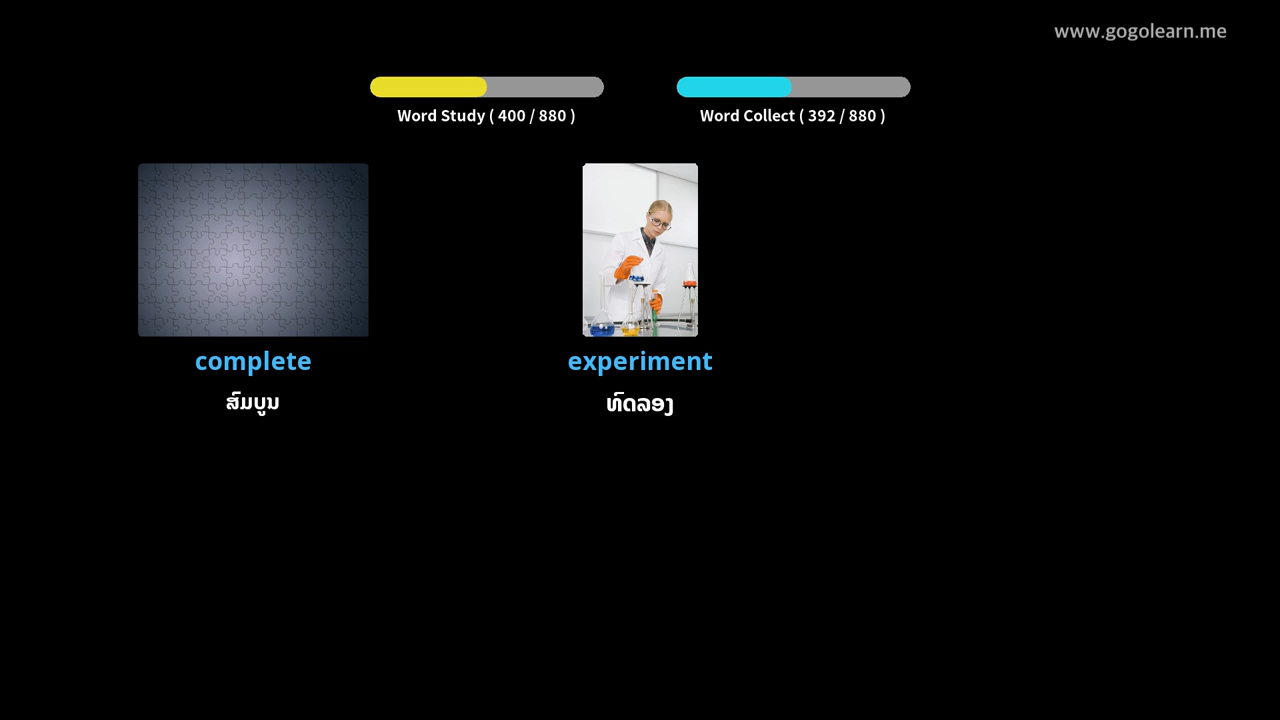 www.gogolearn.me
Word Study ( 400 / 880 )
Word Collect ( 392 / 880 )
complete
ສົມບູນ
experiment
ທົດລອງ